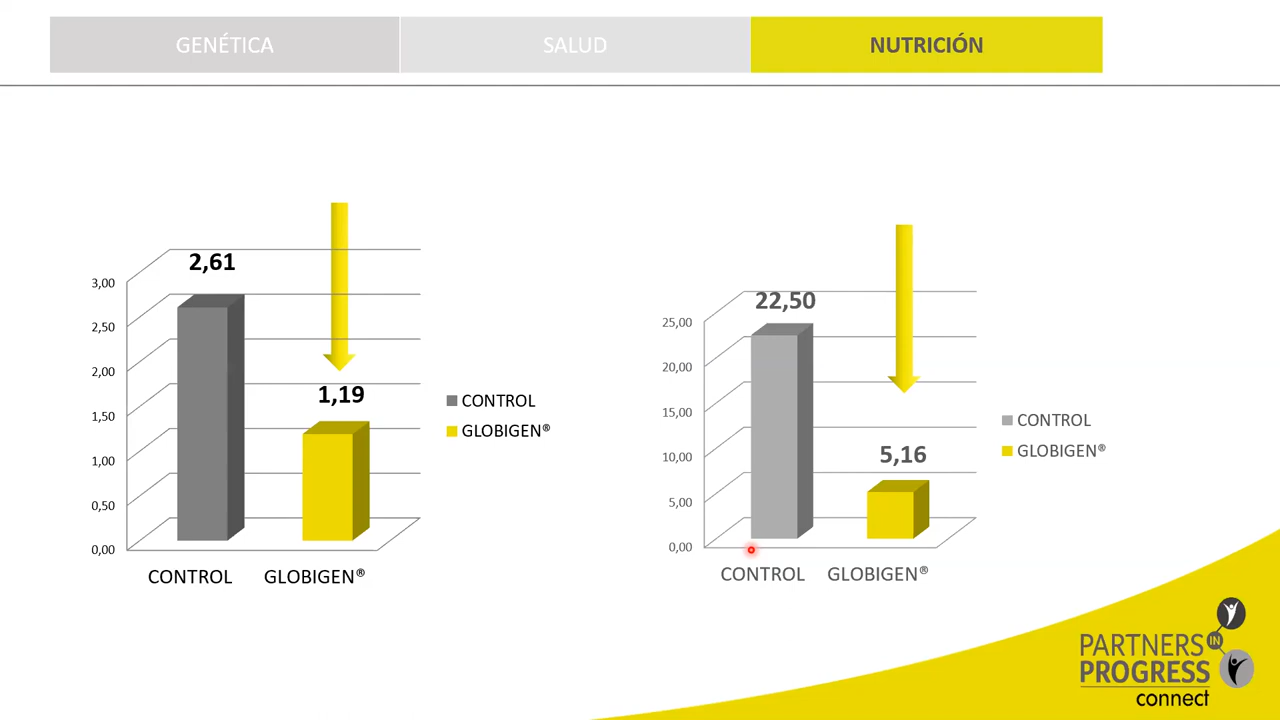 GENÉTICA
SALUD
NUTRICIÓN
2,61
3,00
2,50
2,00
1,50
1,00
0,50
0,00
1,19
CONTROL
GLOBIGEN®
CONTROL
GLOBIGEN®
22,50
25,00
20,00
15,00
10,00
5,00
0,00
5,16
CONTROL
GLOBIGEN®
CONTROL
GLOBIGEN®
PARTNERS
IN
PROGRESS
connect